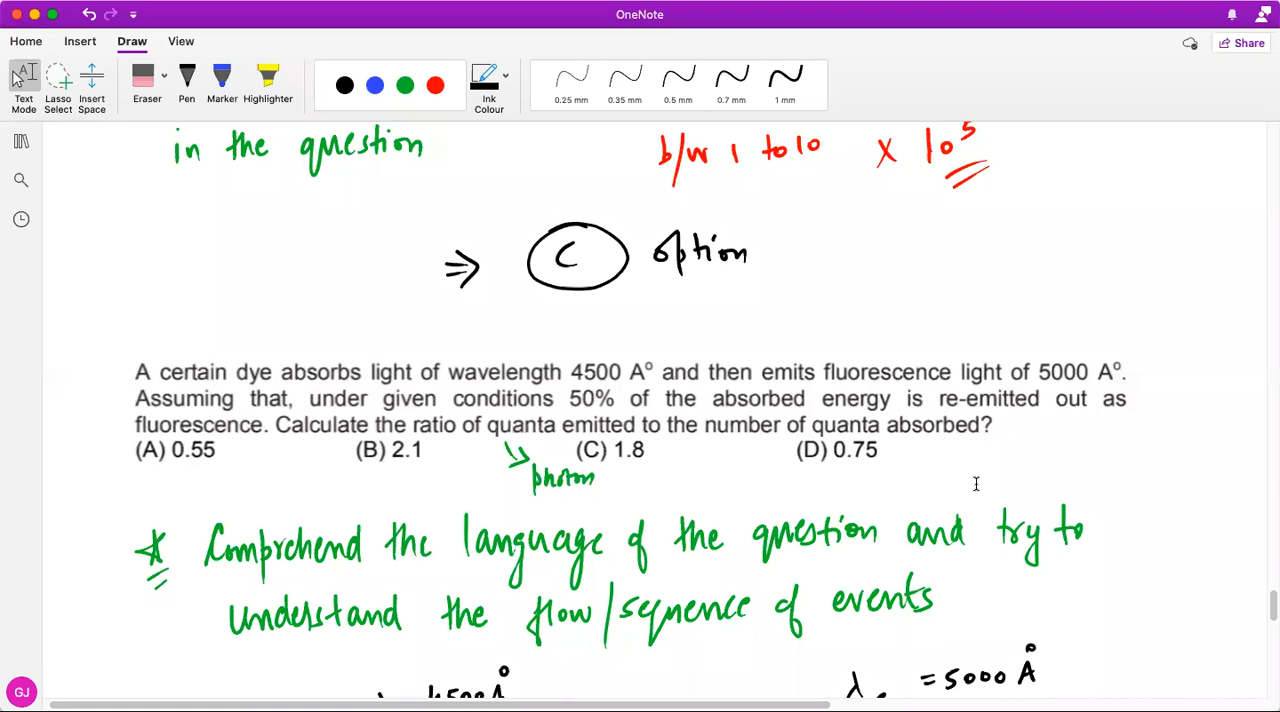 OneNote
Home Insert Draw View
Share
Text Mode
Lasso Select
Insert Space
Eraser
Pen
Marker
Highlighter
Ink Colour
0.25 mm
0.35 mm
0.5 mm
0.7 mm
1 mm
in the question
b/w 1 to 10 x 10⁵
⇒ C option
A certain dye absorbs light of wavelength 4500 Aº and then emits fluorescence light of 5000 Aº.
Assuming that, under given conditions 50% of the absorbed energy is re-emitted out as
fluorescence. Calculate the ratio of quanta emitted to the number of quanta absorbed?
(A) 0.55 (B) 2.1 (C) 1.8 (D) 0.75
photon
* Comprehend the language of the question and try to
understand the flow/sequence of events
= 5000 Å
4500 Å
GJ